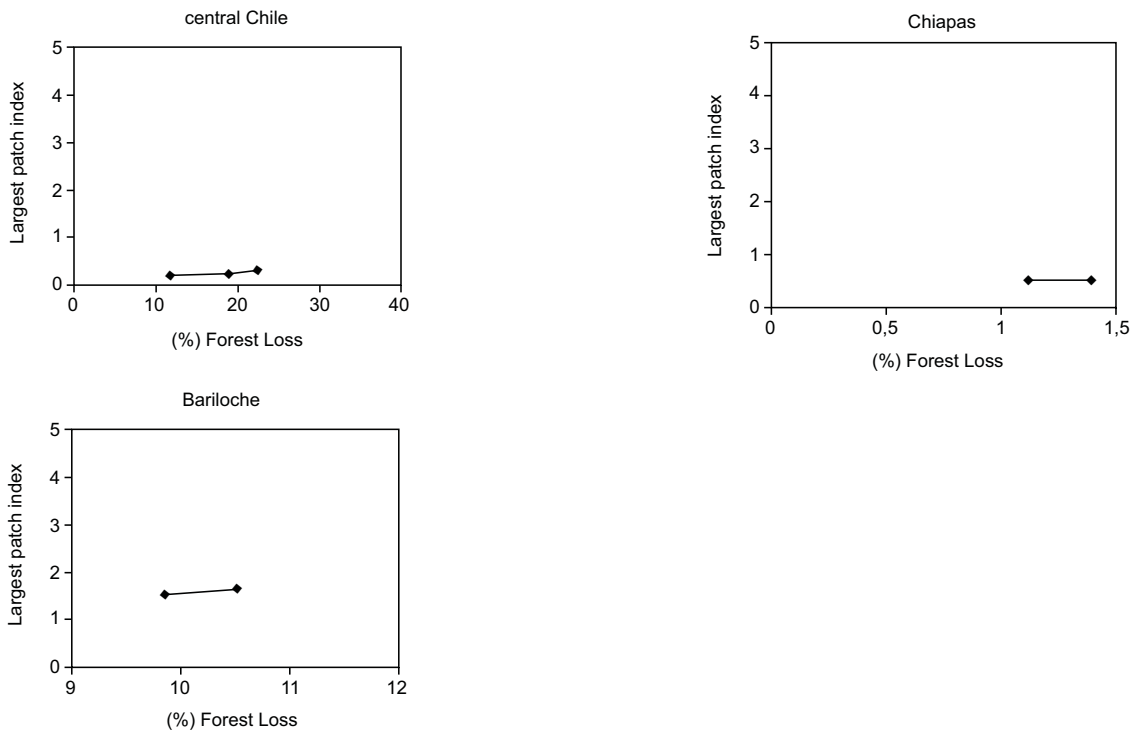 central Chile
5
4
3
2
1
0
0 10 20 30 40
Largest patch index
(%) Forest Loss
Chiapas
5
4
3
2
1
0
0 0,5 1 1,5
Largest patch index
(%) Forest Loss
Bariloche
5
4
3
2
1
0
9 10 11 12
Largest patch index
(%) Forest Loss